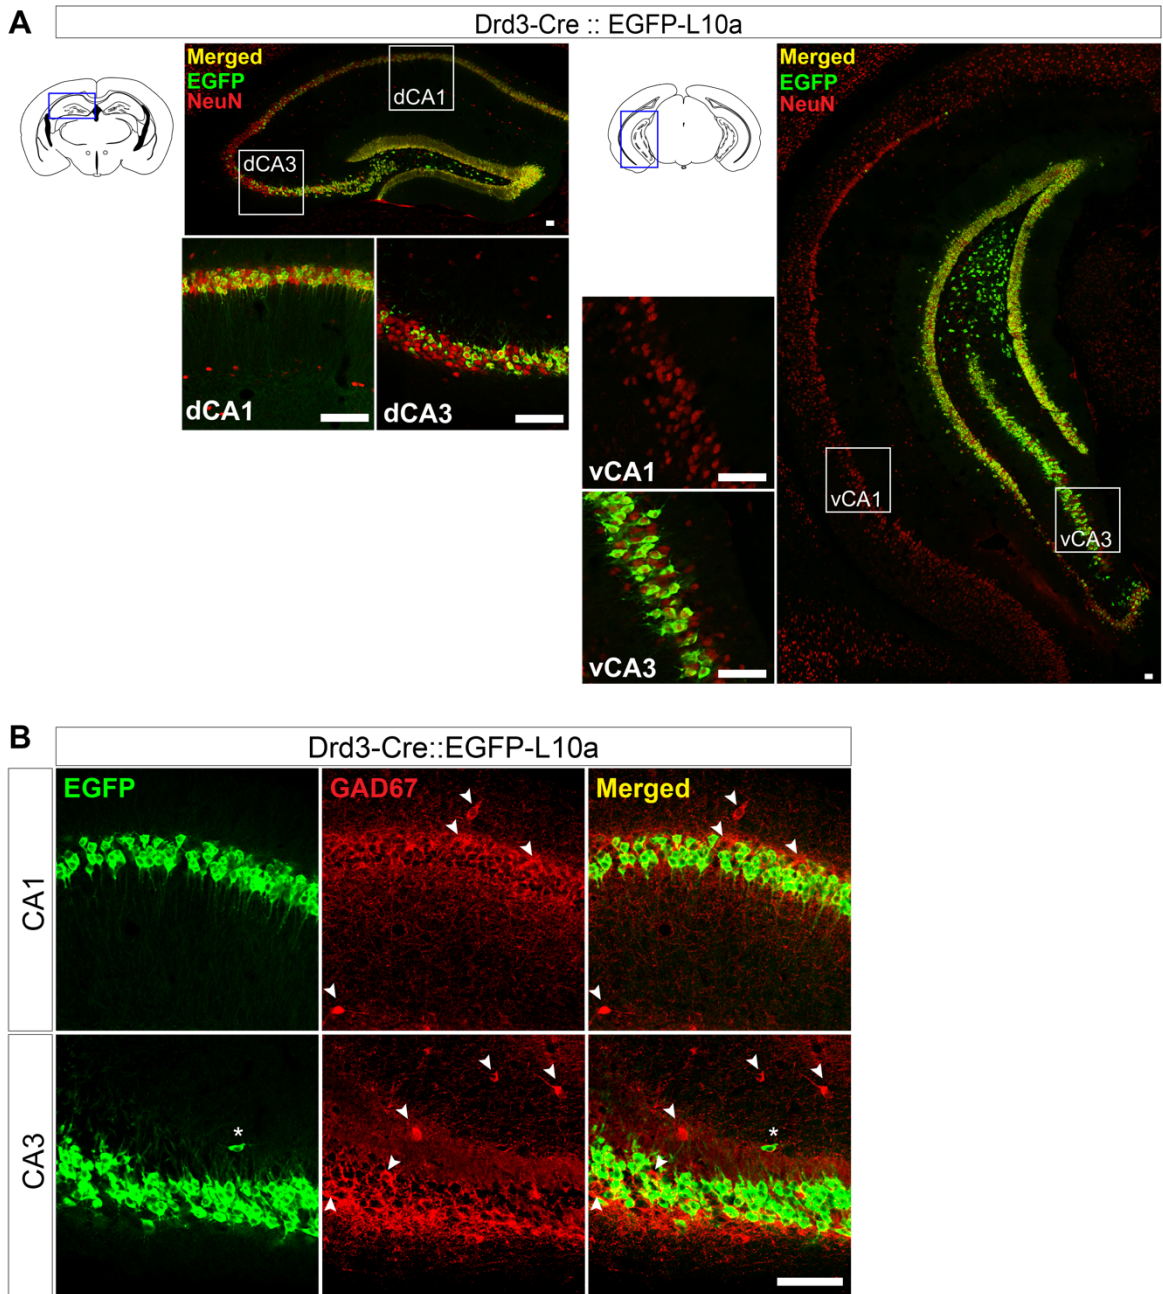 A
Drd3-Cre :: EGFP-L10a
Merged
EGFP
NeuN
dCA1
dCA3
dCA1
dCA3
Merged
EGFP
NeuN
vCA1
vCA3
vCA1
vCA3
B
Drd3-Cre::EGFP-L10a
EGFP
GAD67
Merged
CA1
CA3
*
*